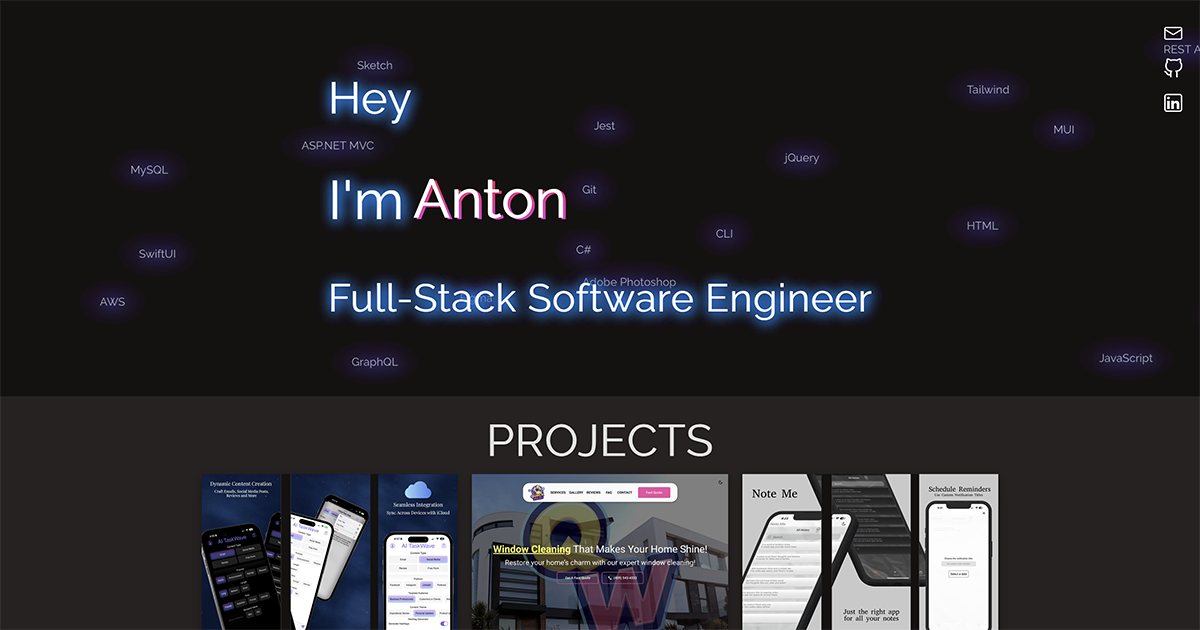 REST A
Sketch
Hey
Tailwind
Jest
MUI
ASP.NET MVC
jQuery
MySQL
I'm Anton
Git
HTML
CLI
C#
SwiftUI
Adobe Photoshop
AWS
Full-Stack Software Engineer
GraphQL
JavaScript
PROJECTS
Dynamic Content Creation
Craft Emails, Social Media Posts,
Reviews and More
Seamless Integration
Sync Across Devices with iCloud
AI TaskWave
SERVICES GALLERY REVIEWS FAQ CONTACT
Window Cleaning That Makes Your Home Shine!
Restore your home's charm with our expert window cleaning!
Note Me
Just the right app
for all your notes
Schedule Reminders
Use Custom Notification Titles
Select a date